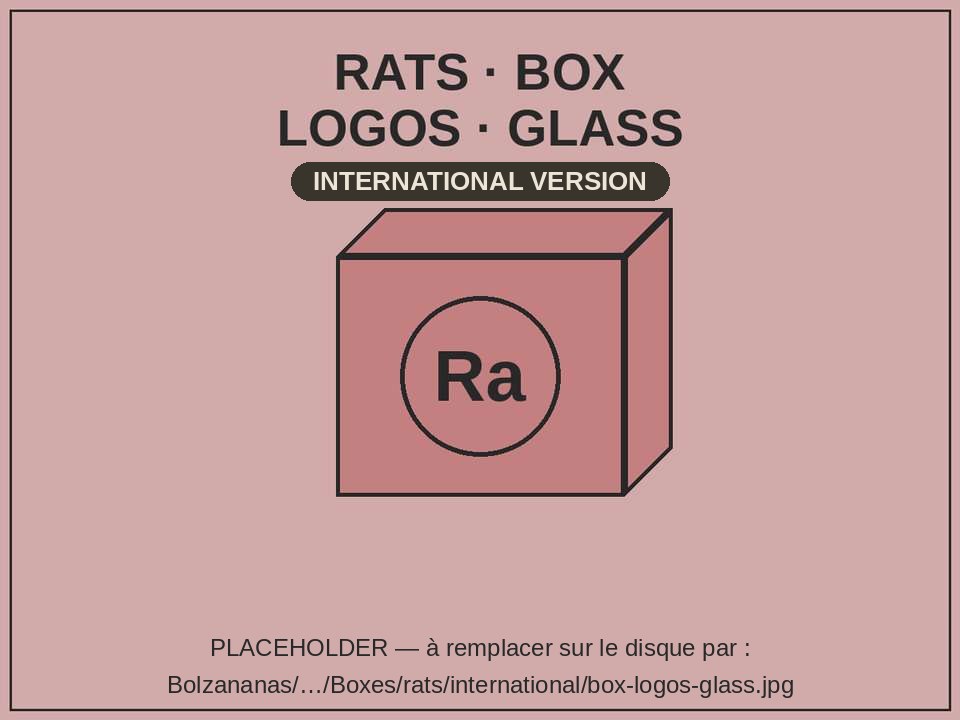 RATS · BOX
LOGOS · GLASS
INTERNATIONAL VERSION
Ra
PLACEHOLDER — à remplacer sur le disque par :
Bolzananas/…/Boxes/rats/international/box-logos-glass.jpg